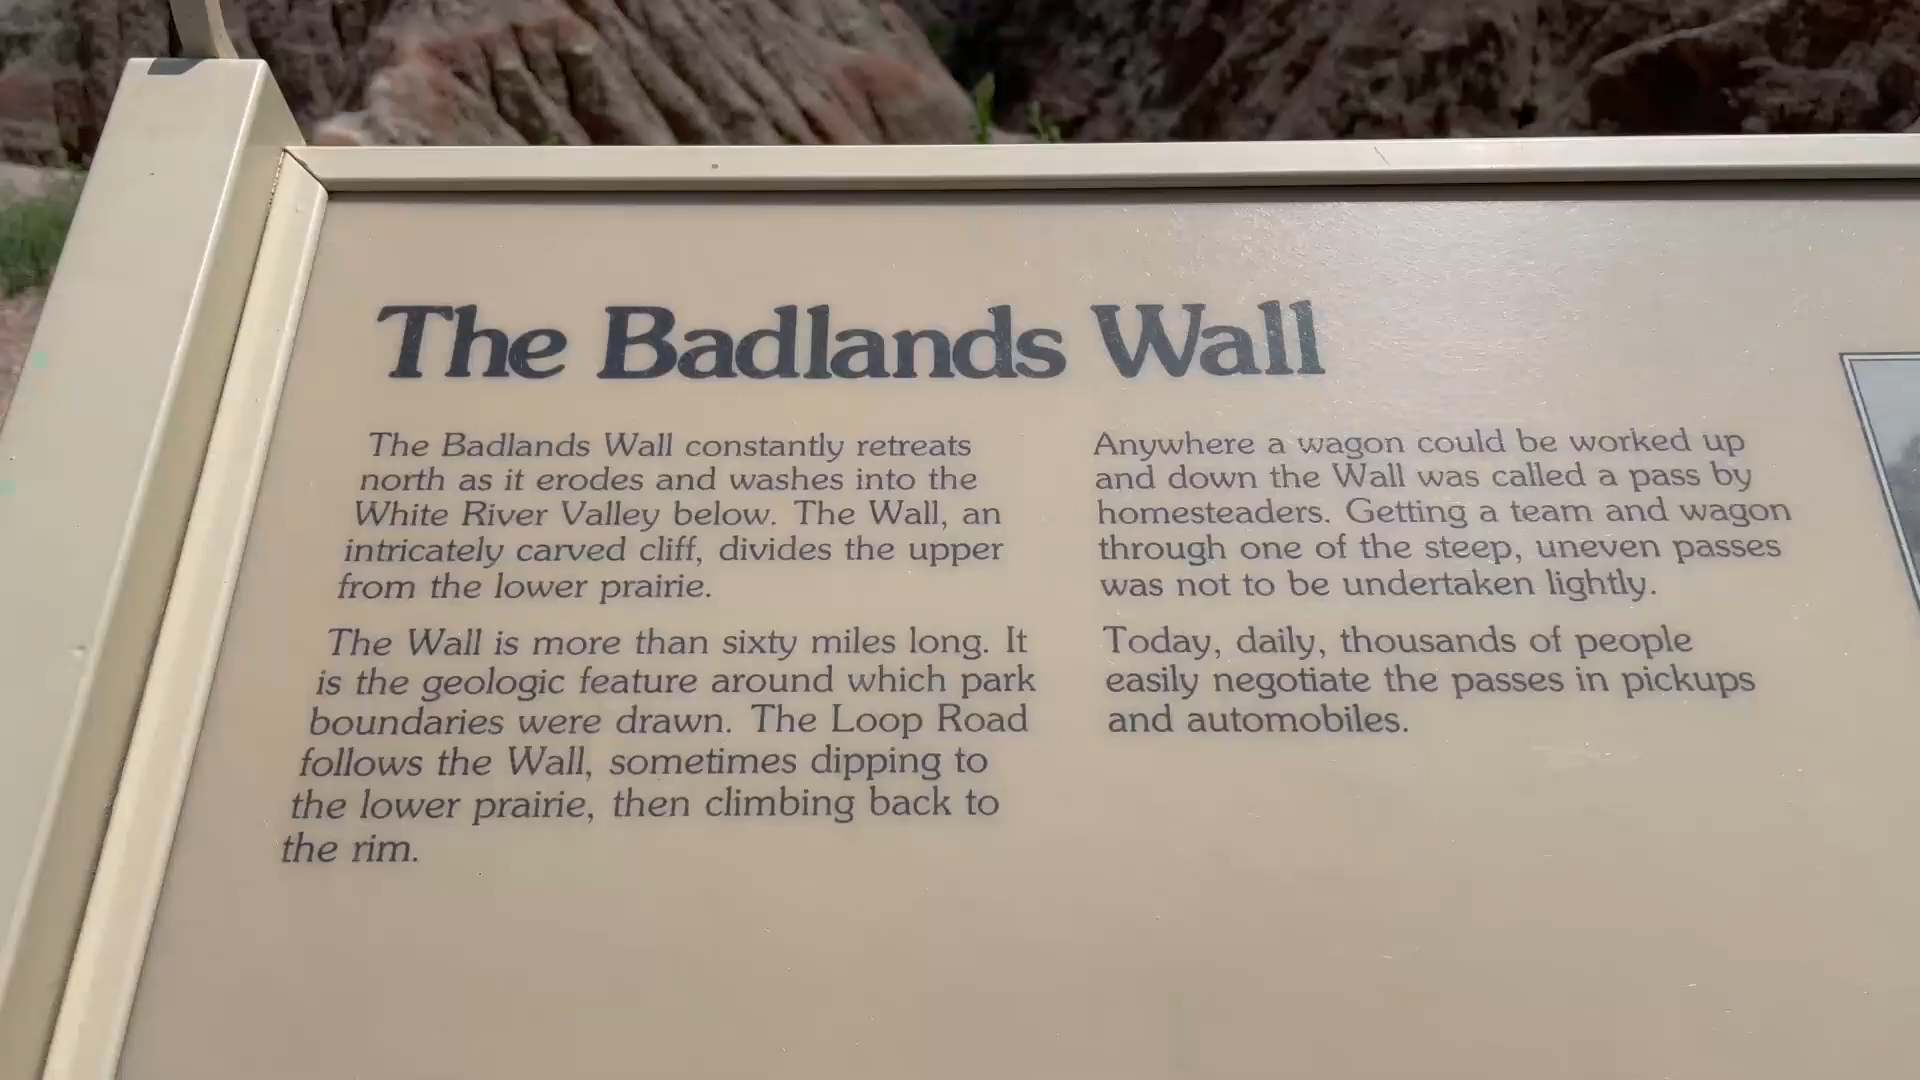 The Badlands Wall
The Badlands Wall constantly retreats
north as it erodes and washes into the
White River Valley below. The Wall, an
intricately carved cliff, divides the upper
from the lower prairie.
The Wall is more than sixty miles long. It
is the geologic feature around which park
boundaries were drawn. The Loop Road
follows the Wall, sometimes dipping to
the lower prairie, then climbing back to
the rim.
Anywhere a wagon could be worked up
and down the Wall was called a pass by
homesteaders. Getting a team and wagon
through one of the steep, uneven passes
was not to be undertaken lightly.
Today, daily, thousands of people
easily negotiate the passes in pickups
and automobiles.